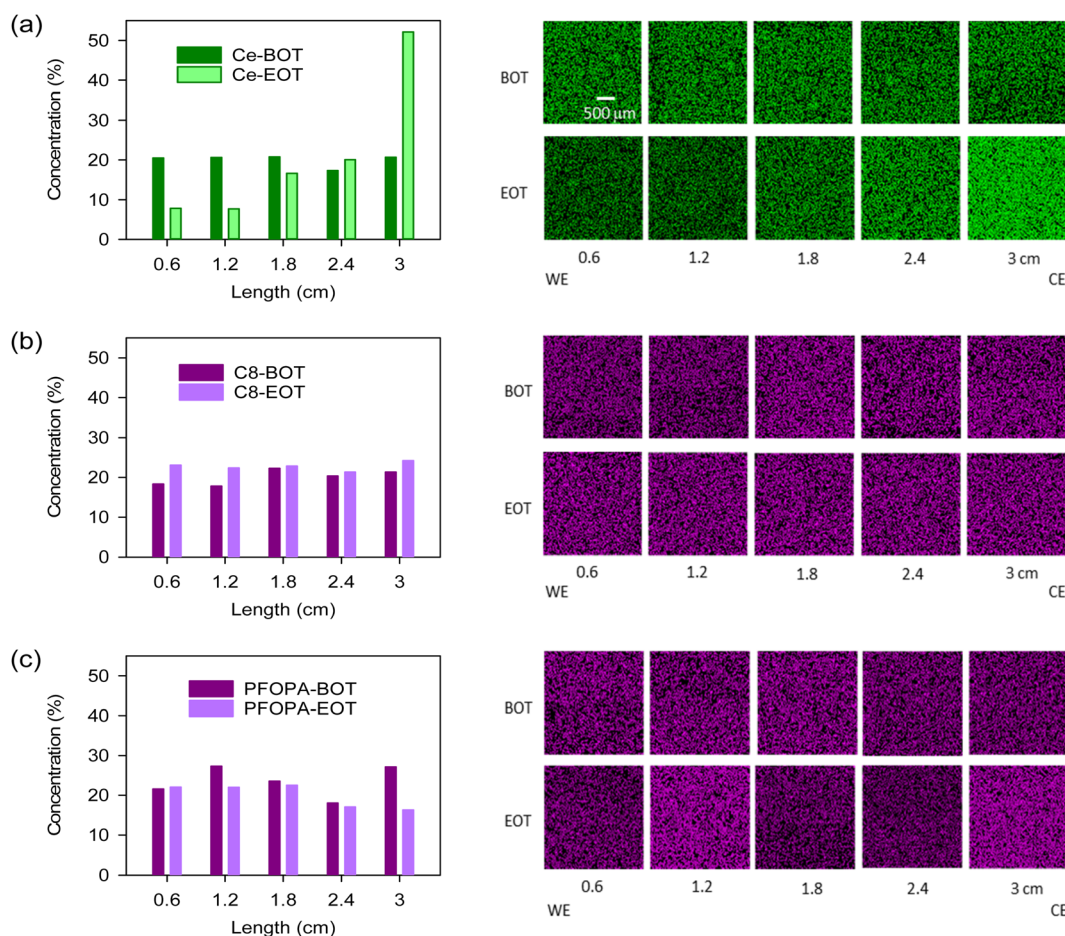 (a)
Concentration (%)
50
40
30
20
10
0
Ce-BOT
Ce-EOT
0.6 1.2 1.8 2.4 3
Length (cm)
BOT
500 µm
EOT
0.6 1.2 1.8 2.4 3 cm
WE CE
(b)
Concentration (%)
50
40
30
20
10
0
C8-BOT
C8-EOT
0.6 1.2 1.8 2.4 3
Length (cm)
BOT
EOT
0.6 1.2 1.8 2.4 3 cm
WE CE
(c)
Concentration (%)
50
40
30
20
10
0
PFOPA-BOT
PFOPA-EOT
0.6 1.2 1.8 2.4 3
Length (cm)
BOT
EOT
0.6 1.2 1.8 2.4 3 cm
WE CE